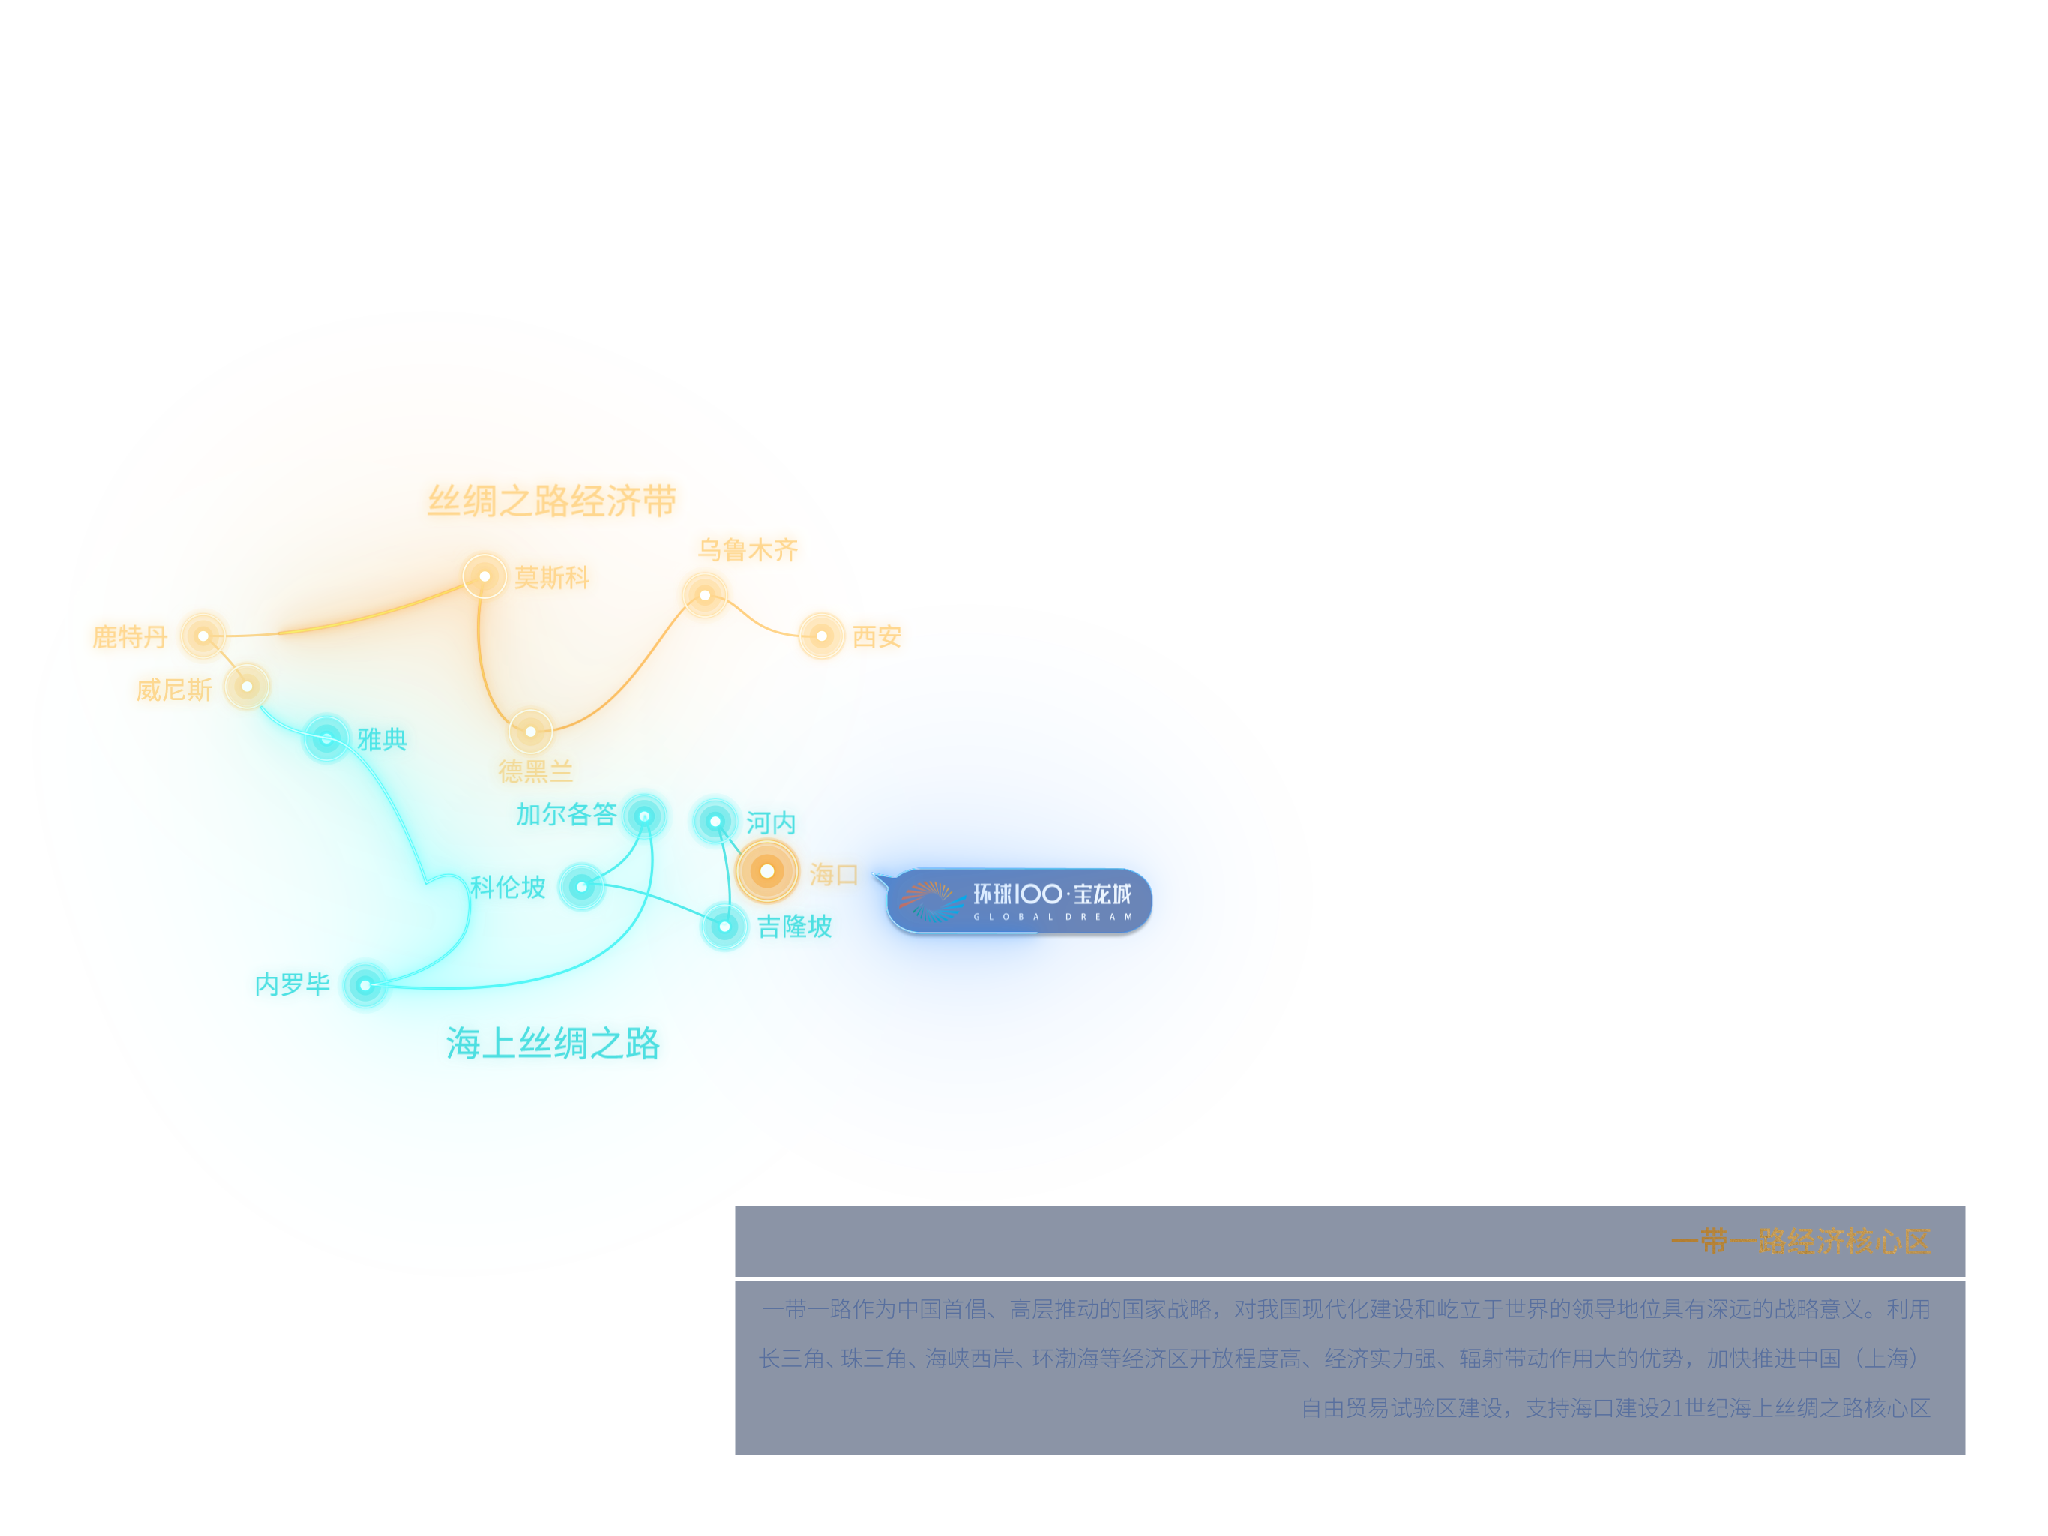 丝绸之路经济带
乌鲁木齐
莫斯科
鹿特丹
西安
威尼斯
雅典
德黑兰
加尔各答
河内
海口
科伦坡
环球100·宝龙城
GLOBAL DREAM
吉隆坡
内罗毕
海上丝绸之路
一带一路经济核心区
一带一路作为中国首倡、高层推动的国家战略，对我国现代化建设和屹立于世界的领导地位具有深远的战略意义。利用
长三角、珠三角、海峡西岸、环渤海等经济区开放程度高、经济实力强、辐射带动作用大的优势，加快推进中国（上海）
自由贸易试验区建设，支持海口建设21世纪海上丝绸之路核心区